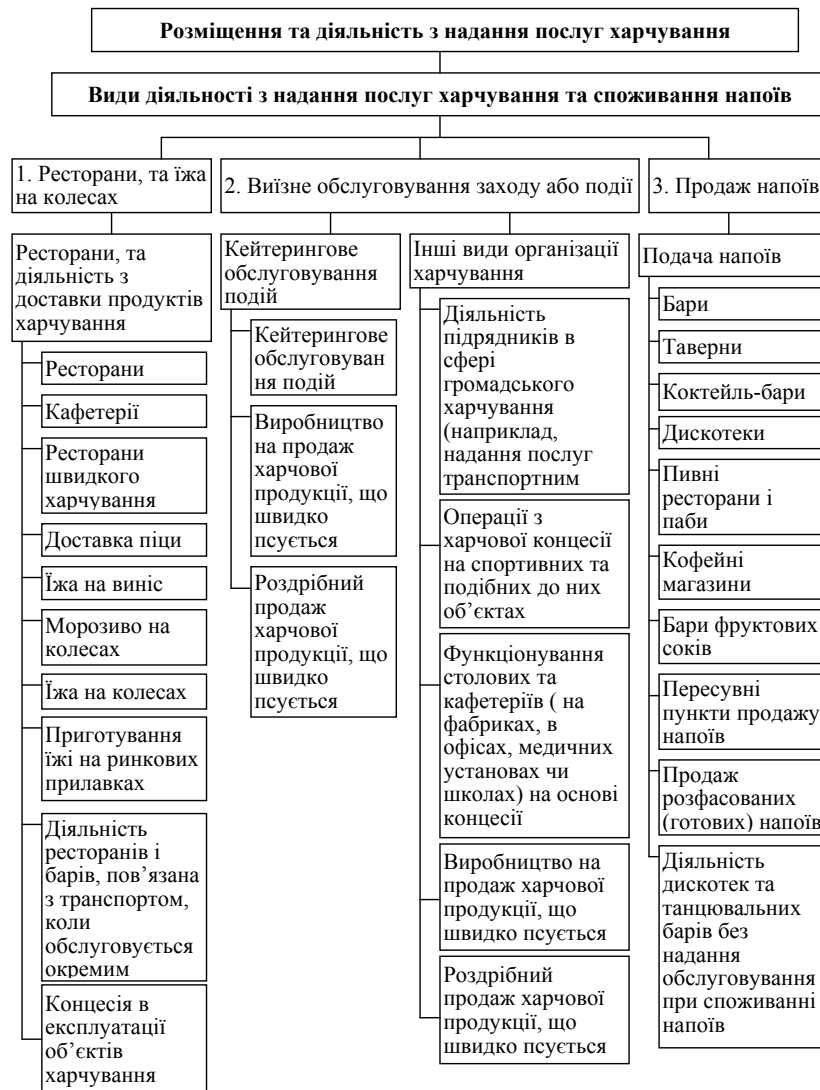 Розміщення та діяльність з надання послуг харчування
Види діяльності з надання послуг харчування та споживання напоїв
1. Ресторани, та їжа
на колесах
2. Виїзне обслуговування заходу або події
3. Продаж напоїв
Ресторани, та
діяльність з
доставки продуктів
харчування
Ресторани
Кафетерії
Ресторани
швидкого
харчування
Доставка піци
Їжа на виніс
Морозиво на
колесах
Їжа на колесах
Приготування
їжі на ринкових
прилавках
Діяльність
ресторанів і
барів, пов’язана
з транспортом,
коли
обслуговується
окремим
Концесія в
експлуатації
об’єктів
харчування
Кейтерингове
обслуговування
подій
Кейтерингове
обслуговуван
ня подій
Виробництво
на продаж
харчової
продукції, що
швидко
псується
Роздрібний
продаж
харчової
продукції, що
швидко
псується
Інші види організації
харчування
Діяльність
підрядників в
сфері
громадського
харчування
(наприклад,
надання послуг
транспортним
Операції з
харчової концесії
на спортивних та
подібних до них
об’єктах
Функціонування
столових та
кафетеріїв ( на
фабриках, в
офісах, медичних
установах чи
школах) на основі
концесії
Виробництво на
продаж харчової
продукції, що
швидко псується
Роздрібний
продаж харчової
продукції, що
швидко псується
Подача напоїв
Бари
Таверни
Коктейль-бари
Дискотеки
Пивні
ресторани і
паби
Кофейні
магазини
Бари фруктових
соків
Пересувні
пункти продажу
напоїв
Продаж
розфасованих
(готових) напоїв
Діяльність
дискотек та
танцювальних
барів без
надання
обслуговування
при споживанні
напоїв